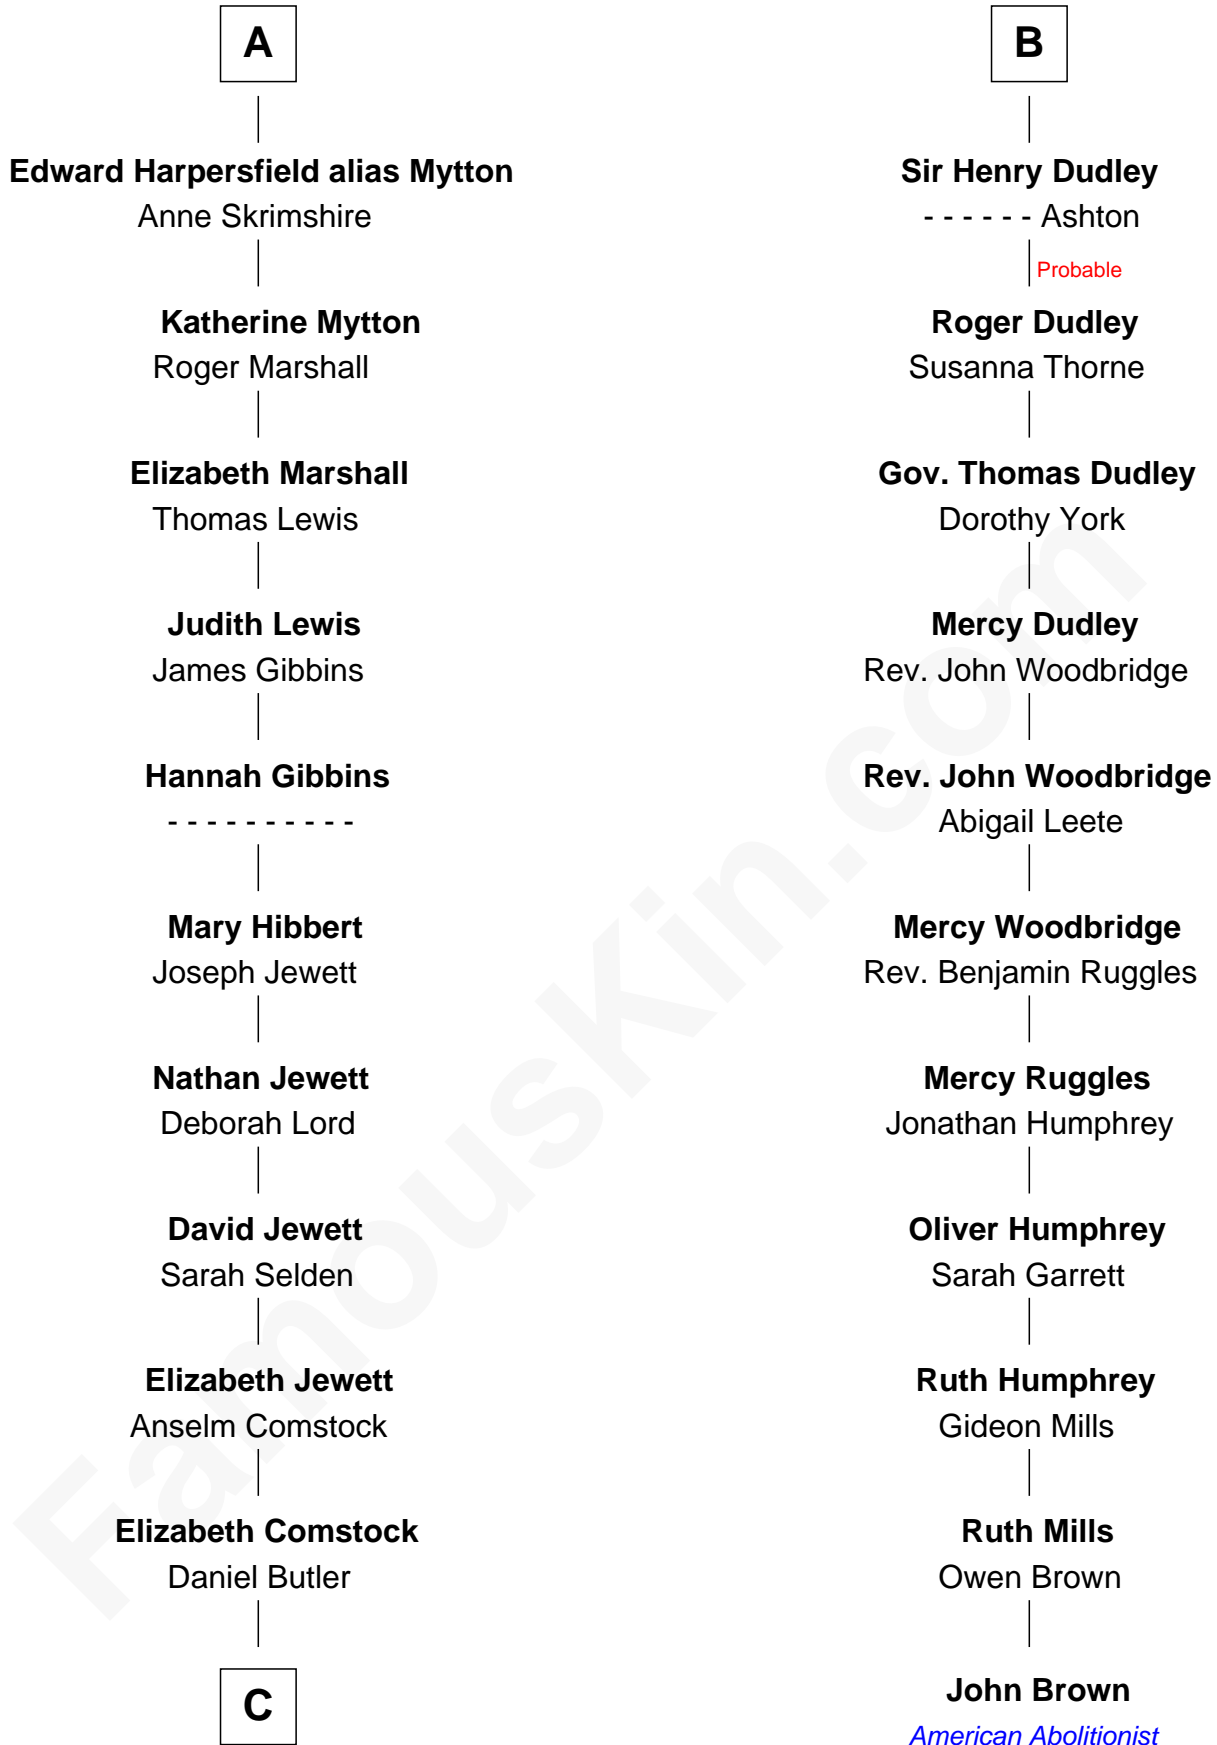 A
Edward Harpersfield alias Mytton
Anne Skrimshire
Katherine Mytton
Roger Marshall
Elizabeth Marshall
Thomas Lewis
Judith Lewis
James Gibbins
Hannah Gibbins
- - - - - - - - - -
Mary Hibbert
Joseph Jewett
Nathan Jewett
Deborah Lord
David Jewett
Sarah Selden
Elizabeth Jewett
Anselm Comstock
Elizabeth Comstock
Daniel Butler
C
B
Sir Henry Dudley
- - - - - - Ashton
Probable
Roger Dudley
Susanna Thorne
Gov. Thomas Dudley
Dorothy York
Mercy Dudley
Rev. John Woodbridge
Rev. John Woodbridge
Abigail Leete
Mercy Woodbridge
Rev. Benjamin Ruggles
Mercy Ruggles
Jonathan Humphrey
Oliver Humphrey
Sarah Garrett
Ruth Humphrey
Gideon Mills
Ruth Mills
Owen Brown
John Brown
American Abolitionist
FamousKin.com